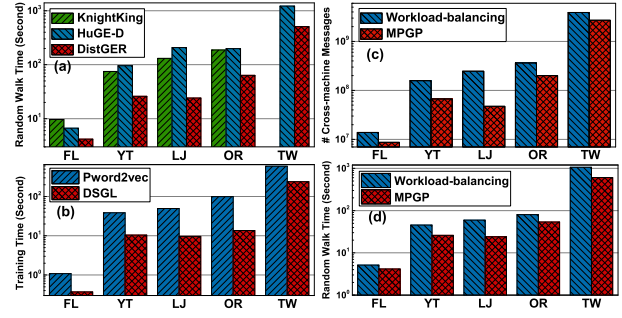 Random Walk Time (Second)
10³
10²
10¹
KnightKing
HuGE-D
DistGER
(a)
FL YT LJ OR TW
# Cross-machine Messages
10⁹
10⁸
10⁷
Workload-balancing
MPGP
(c)
FL YT LJ OR TW
Training Time (Second)
10²
10¹
10⁰
Pword2vec
DSGL
(b)
FL YT LJ OR TW
Random Walk Time (Second)
10³
10²
10¹
10⁰
Workload-balancing
MPGP
(d)
FL YT LJ OR TW